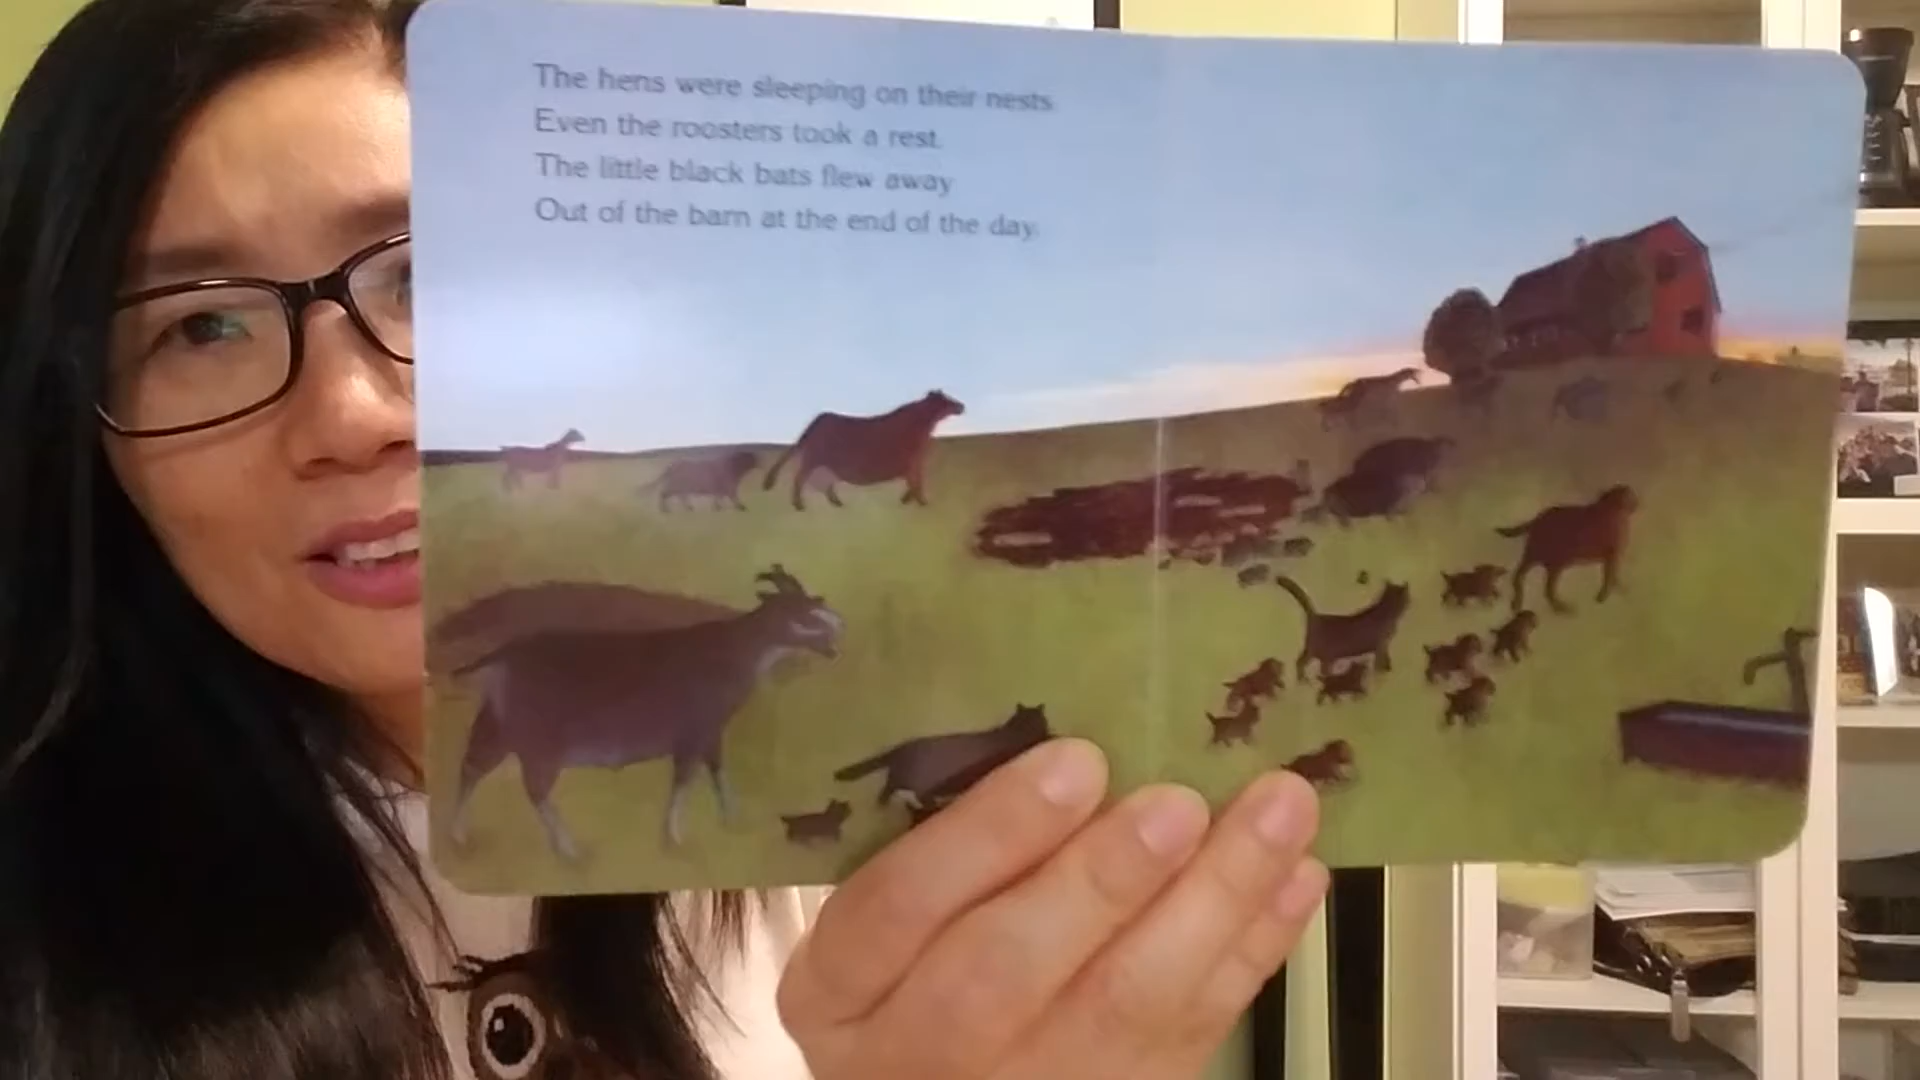 The hens were sleeping on their nests.
Even the roosters took a rest.
The little black bats flew away
Out of the barn at the end of the day.